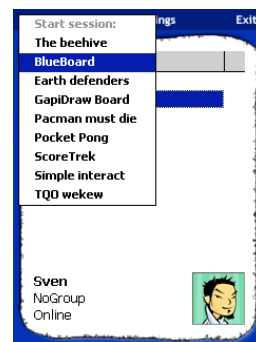 Start session:
The beehive
BlueBoard
Earth defenders
GapiDraw Board
Pacman must die
Pocket Pong
ScoreTrek
Simple interact
TQO wekew
Exit
Sven
NoGroup
Online